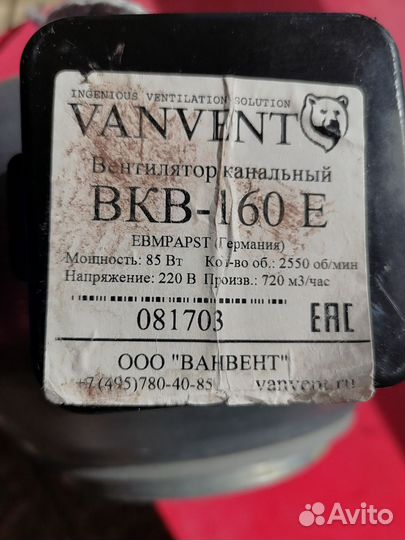 INGENIOUS VENTILATION SOLUTION
VANVENT
Вентилятор канальный
ВКВ-160 Е
EBMPAPST (Германия)
Мощность: 85 Вт Кол-во об.: 2550 об/мин
Напряжение: 220 В Произв.: 720 м3/час
081703
EAC
ООО "ВАНВЕНТ"
+7(495)780-40-85 vanvent.ru
Avito